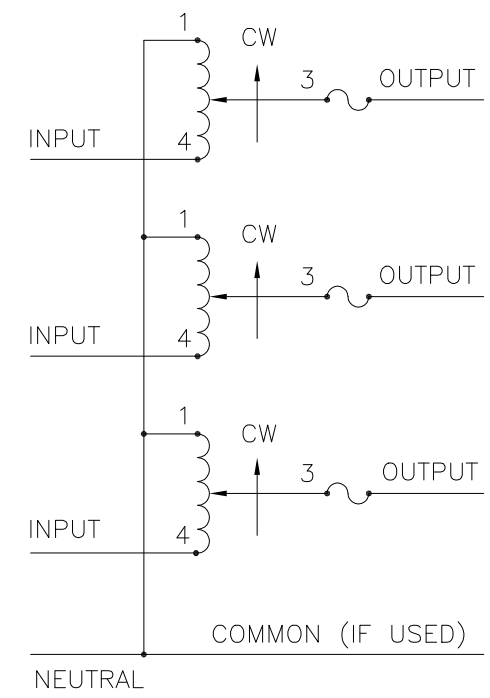 1
CW
3
OUTPUT
INPUT
4
1
CW
3
OUTPUT
INPUT
4
1
CW
3
OUTPUT
INPUT
4
COMMON (IF USED)
NEUTRAL